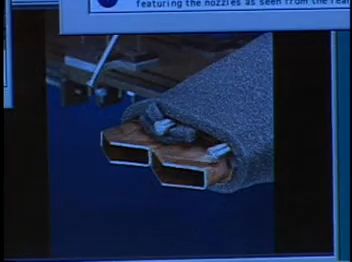 featuring the nozzles as seen from the rear